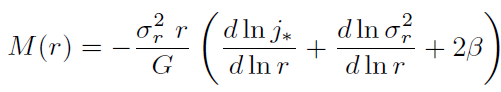 M(r) = -\frac{\sigma_r^2 \, r}{G} \left( \frac{d \ln j_*}{d \ln r} + \frac{d \ln \sigma_r^2}{d \ln r} + 2\beta \right)